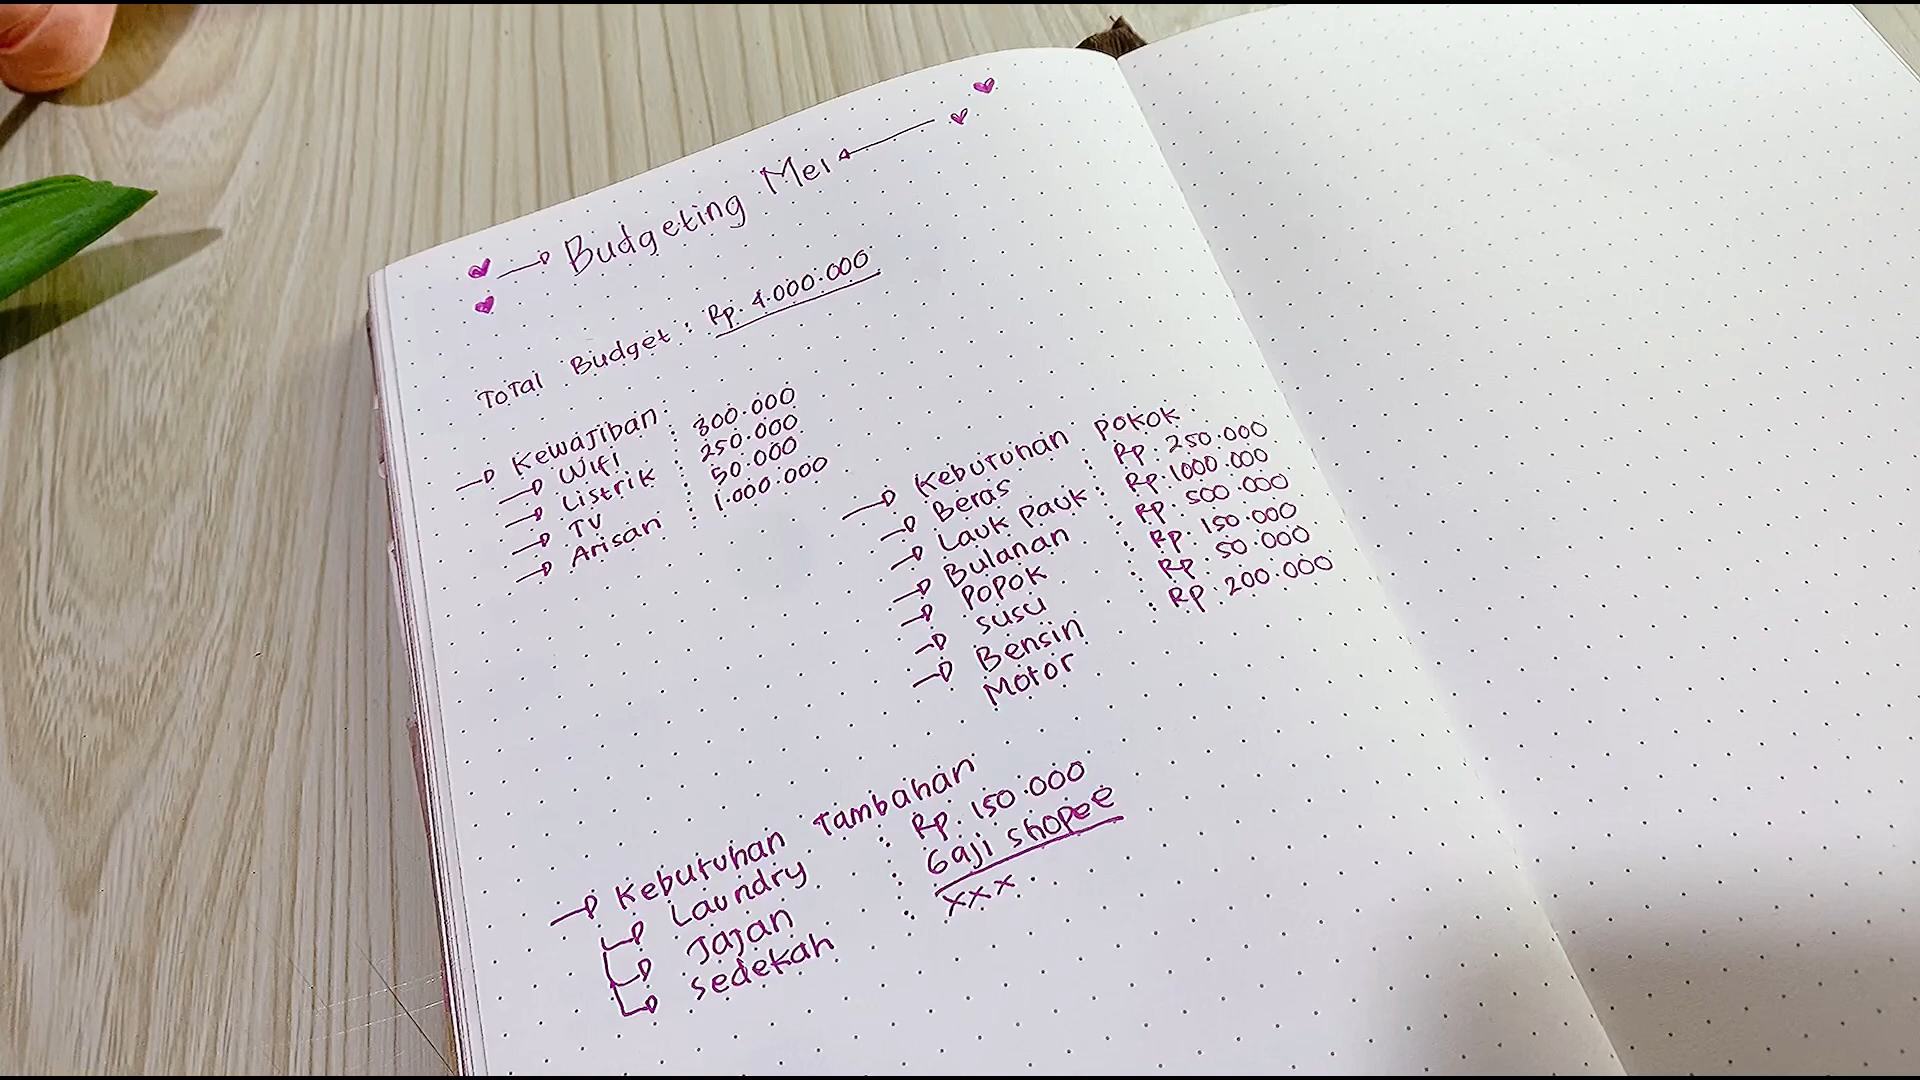 Budgeting Mei
Total Budget : Rp. 4.000.000
Kewajiban :
Wifi : 300.000
Listrik : 250.000
TV : 50.000
Arisan : 1.000.000
Kebutuhan Pokok
Beras : Rp. 250.000
Lauk Pauk : Rp. 1000.000
Bulanan : Rp. 500.000
Popok : Rp. 150.000
Susu : Rp. 50.000
Bensin : Rp. 200.000
Motor
Kebutuhan Tambahan
Laundry : Rp. 150.000
Jajan : Gaji Shopee
Sedekah : xxx.